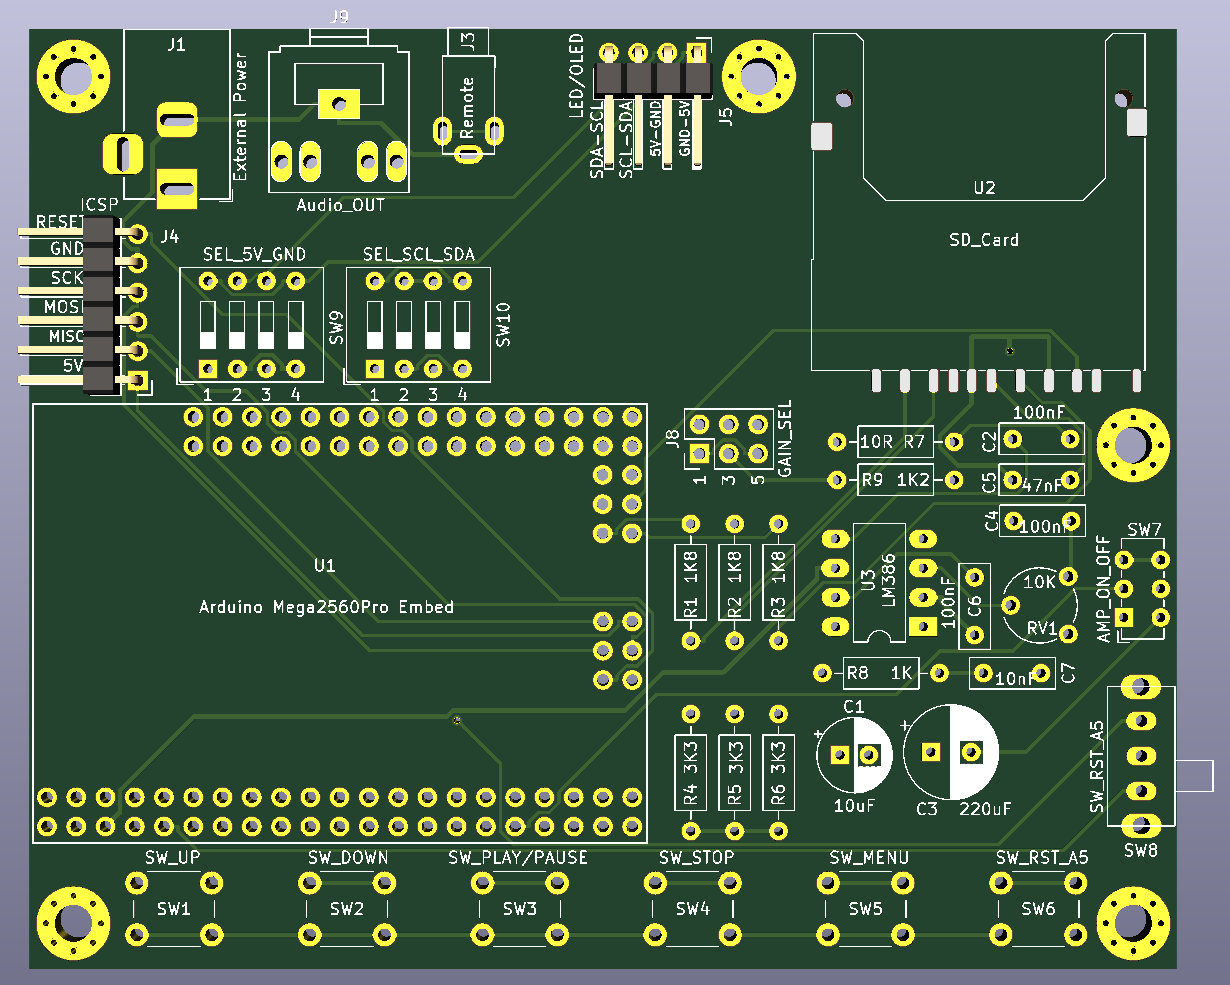 J9
J1
External Power
Audio_OUT
J3
Remote
LED/OLED
SDA-SCL
SCL-SDA
5V-GND
GND-5V
J5
U2
SD_Card
ICSP
J4
RESET
GND
SCK
MOSI
MISO
5V
SEL_5V_GND
SW9
1 2 3 4
SEL_SCL_SDA
SW10
1 2 3 4
J8
GAIN_SEL
1 3 5
10R R7
R9 1K2
100nF
C2
C5
47nF
C4
100nF
SW7
AMP_ON_OFF
U1
Arduino Mega2560Pro Embed
R1 1K8
R2 1K8
R3 1K8
U3
LM386
100nF
C6
10K
RV1
R8 1K
10nF
C7
R4 3K3
R5 3K3
R6 3K3
C1
+
10uF
+
C3
220uF
SW_RST_A5
SW8
SW_UP
SW1
SW_DOWN
SW2
SW_PLAY/PAUSE
SW3
SW_STOP
SW4
SW_MENU
SW5
SW_RST_A5
SW6